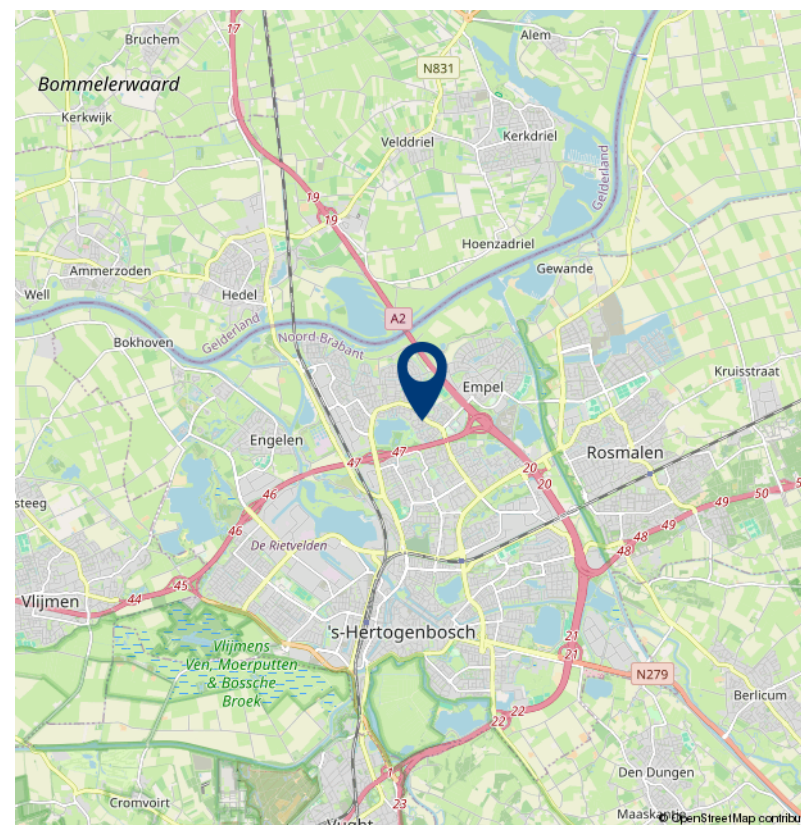 17
Bruchem
Alem
N831
Bommelerwaard
Kerkwijk
Velddriel
Kerkdriel
Gelderland
19
19
Hoenzadriel
Gewande
Ammerzoden
Well
Hedel
A2
Gelderland
Noord-Brabant
Bokhoven
Kruisstraat
Empel
Engelen
47
47
Rosmalen
20
20
46
46
steeg
De Rietvelden
50
49
49
48
48
5
45
44
Vlijmen
's-Hertogenbosch
21
21
Vlijmens
Ven, Moerputten
& Bossche
Broek
N279
Berlicum
22
22
1
23
Den Dungen
Cromvoirt
Maaskantje
Vught
© OpenStreetMap contribu